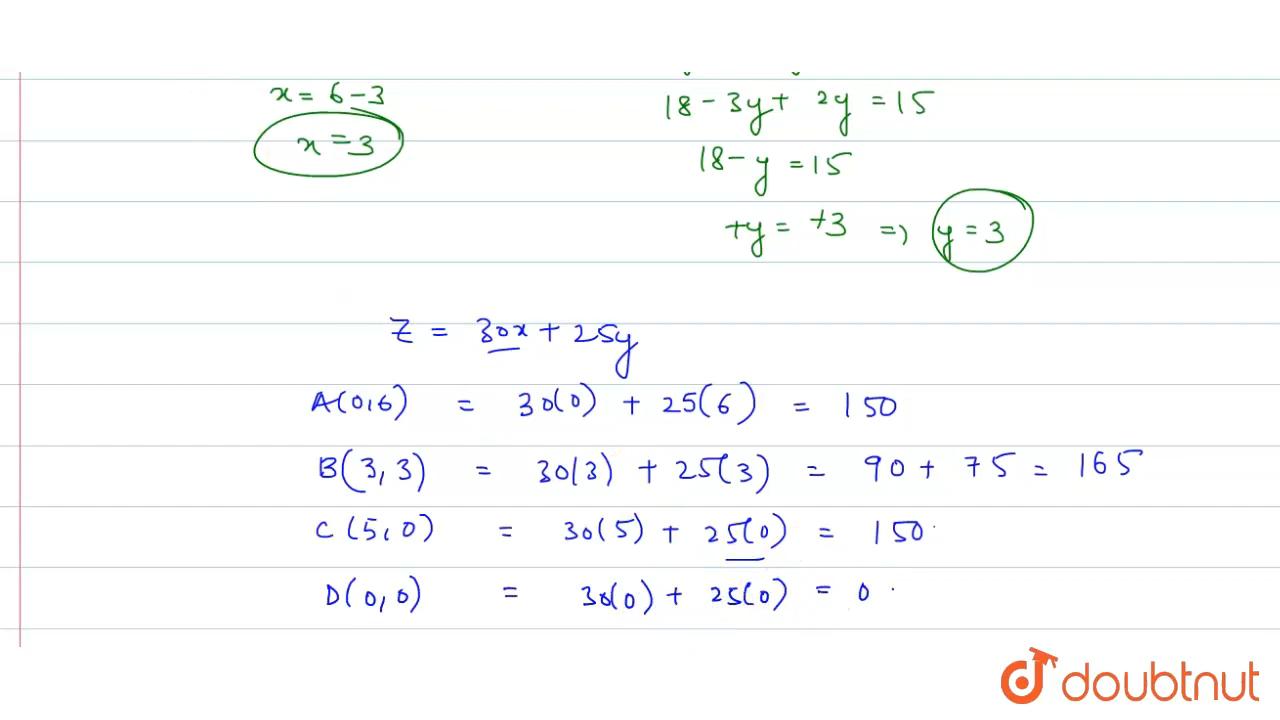 x = 6 - 3
x = 3
18 - 3y + 2y = 15
18 - y = 15
+y = +3 => y = 3
Z = 30x + 25y
A(0,6) = 30(0) + 25(6) = 150
B(3,3) = 30(3) + 25(3) = 90 + 75 = 165
C(5,0) = 30(5) + 25(0) = 150
D(0,0) = 30(0) + 25(0) = 0
doubtnut